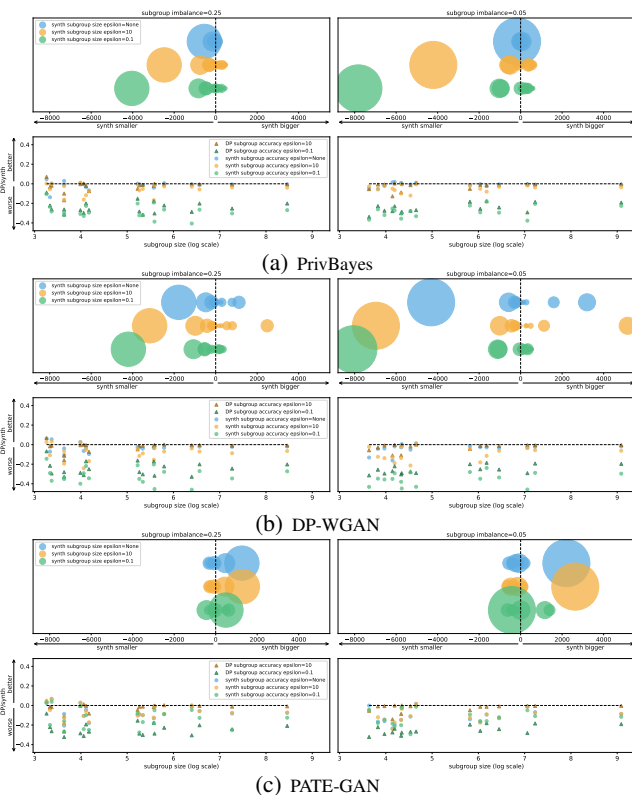 subgroup imbalance=0.25
subgroup imbalance=0.05
synth subgroup size epsilon=None
synth subgroup size epsilon=10
synth subgroup size epsilon=0.1
−8000 −6000 −4000 −2000 0 2000 4000
−8000 −6000 −4000 −2000 0 2000 4000
synth smaller synth bigger
synth smaller synth bigger
DP/synth
worse better
0.4
0.2
0.0
−0.2
−0.4
DP subgroup accuracy epsilon=10
DP subgroup accuracy epsilon=0.1
synth subgroup accuracy epsilon=None
synth subgroup accuracy epsilon=10
synth subgroup accuracy epsilon=0.1
3 4 5 6 7 8 9
3 4 5 6 7 8 9
subgroup size (log scale)
subgroup size (log scale)
(a) PrivBayes
subgroup imbalance=0.25
subgroup imbalance=0.05
synth subgroup size epsilon=None
synth subgroup size epsilon=10
synth subgroup size epsilon=0.1
−8000 −6000 −4000 −2000 0 2000 4000
−8000 −6000 −4000 −2000 0 2000 4000
synth smaller synth bigger
synth smaller synth bigger
DP/synth
worse better
0.4
0.2
0.0
−0.2
−0.4
DP subgroup accuracy epsilon=10
DP subgroup accuracy epsilon=0.1
synth subgroup accuracy epsilon=None
synth subgroup accuracy epsilon=10
synth subgroup accuracy epsilon=0.1
3 4 5 6 7 8 9
3 4 5 6 7 8 9
subgroup size (log scale)
subgroup size (log scale)
(b) DP-WGAN
subgroup imbalance=0.25
subgroup imbalance=0.05
synth subgroup size epsilon=None
synth subgroup size epsilon=10
synth subgroup size epsilon=0.1
−8000 −6000 −4000 −2000 0 2000 4000
−8000 −6000 −4000 −2000 0 2000 4000
synth smaller synth bigger
synth smaller synth bigger
DP/synth
worse better
0.4
0.2
0.0
−0.2
−0.4
DP subgroup accuracy epsilon=10
DP subgroup accuracy epsilon=0.1
synth subgroup accuracy epsilon=None
synth subgroup accuracy epsilon=10
synth subgroup accuracy epsilon=0.1
3 4 5 6 7 8 9
3 4 5 6 7 8 9
subgroup size (log scale)
subgroup size (log scale)
(c) PATE-GAN